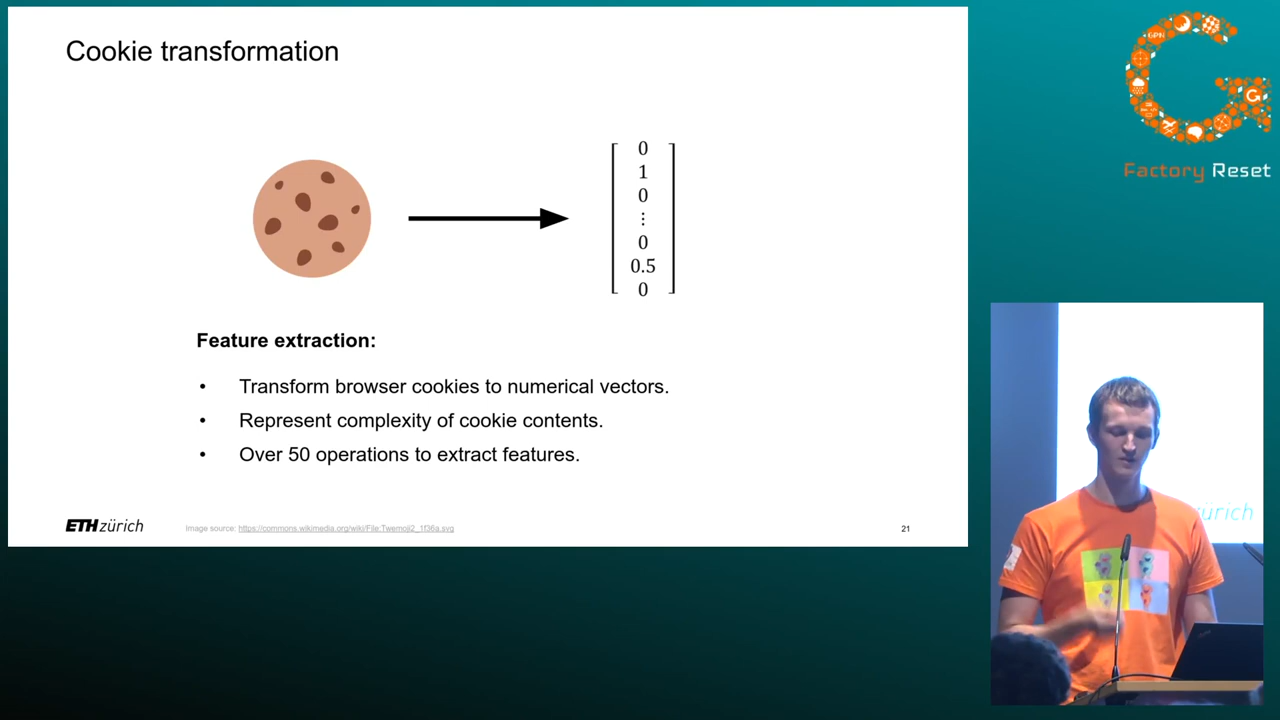 Cookie transformation
0
1
0
⋮
0
0.5
0
Feature extraction:
• Transform browser cookies to numerical vectors.
• Represent complexity of cookie contents.
• Over 50 operations to extract features.
ETH zürich
Image source: https://commons.wikimedia.org/wiki/File:Twemoji2_1f36a.svg
21
GPN
G
Factory Reset
zürich